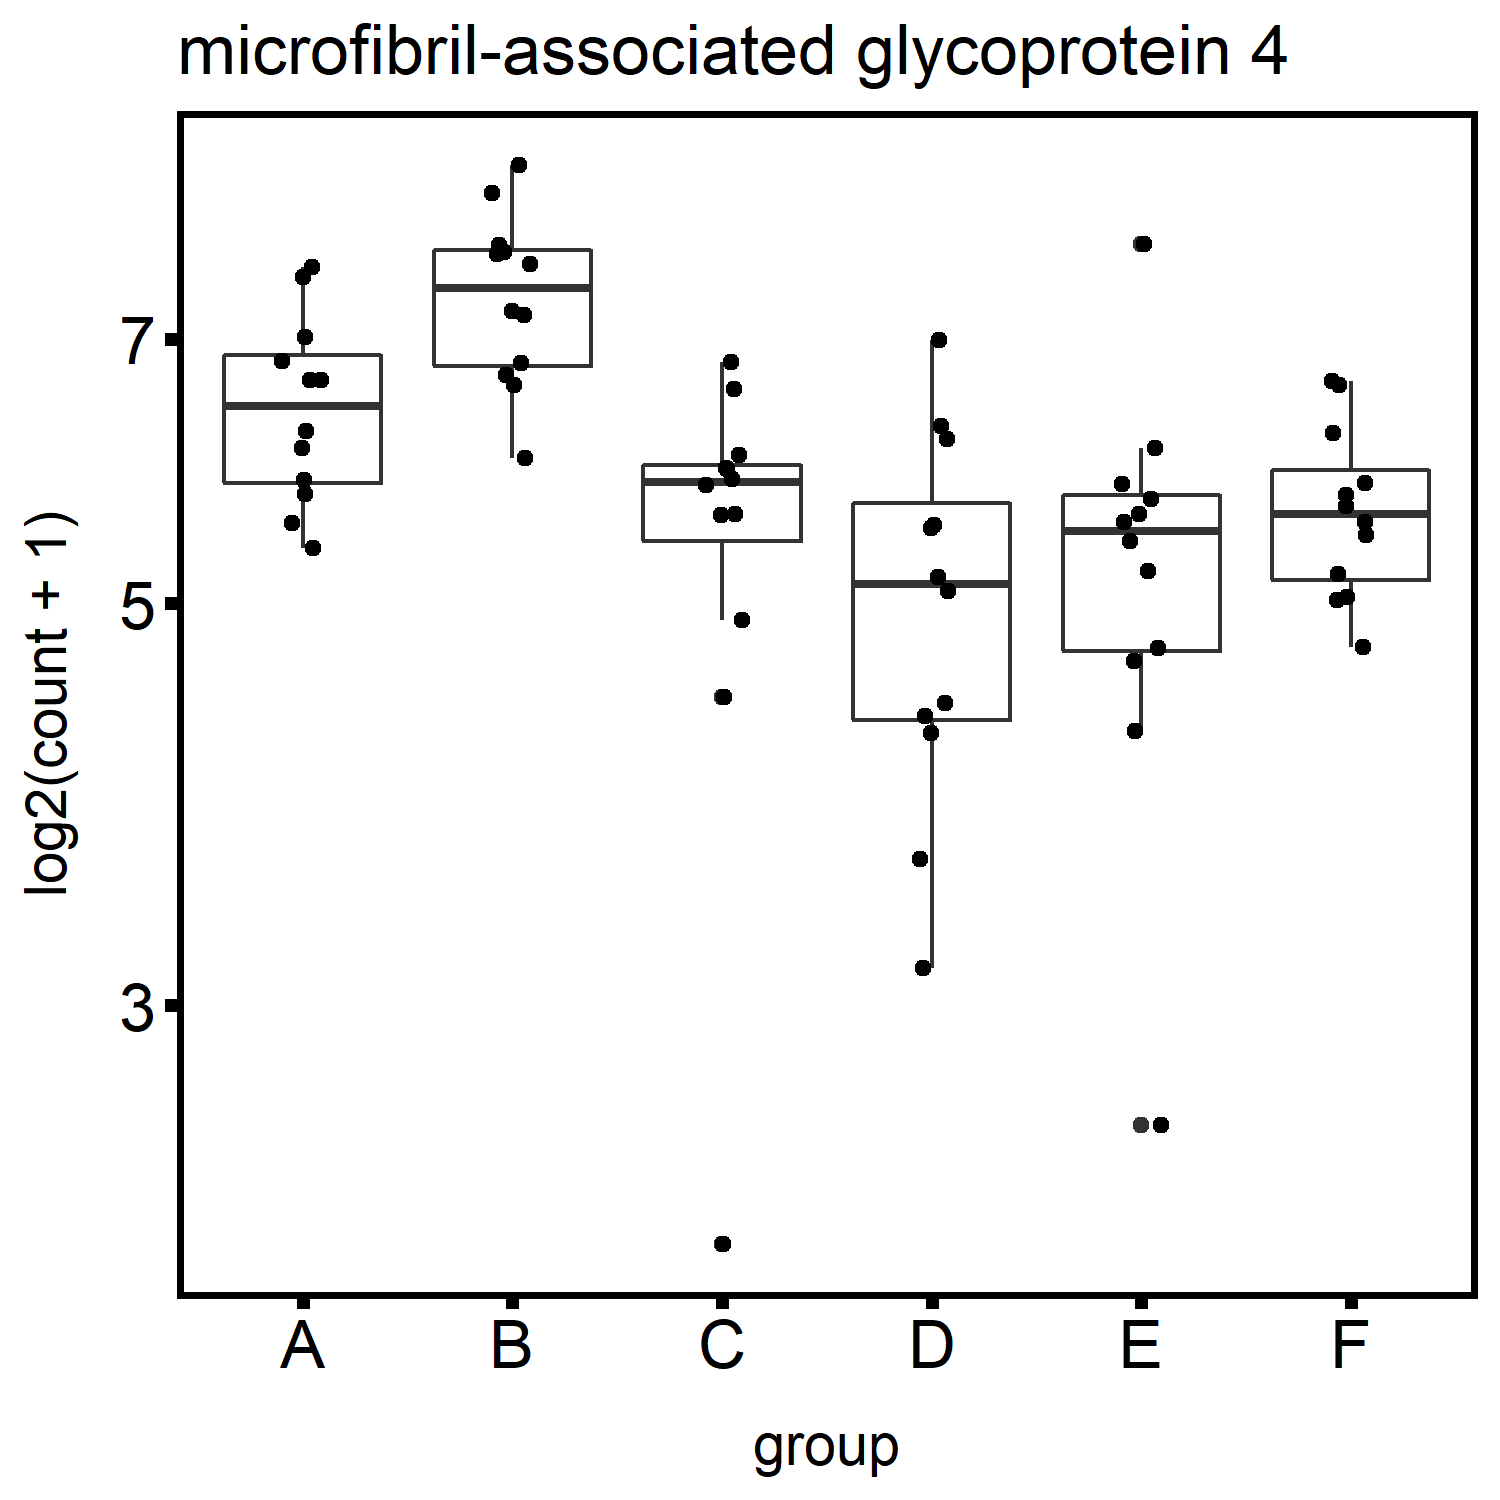 microfibril-associated glycoprotein 4
log2(count + 1)
7
5
3
A B C D E F
group